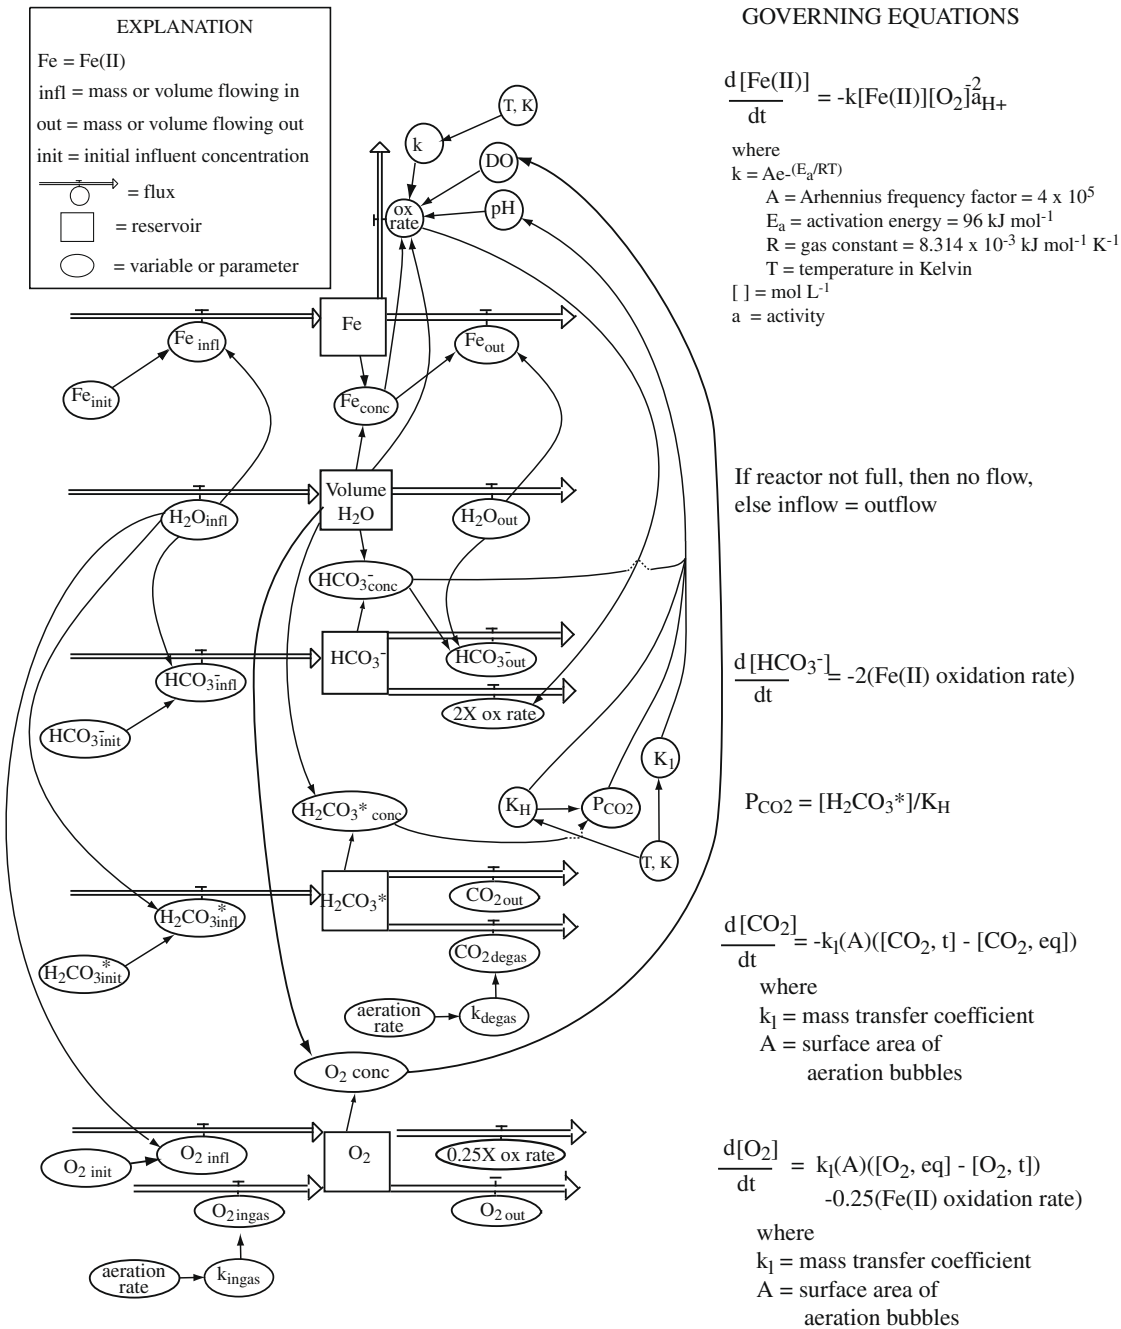 EXPLANATION
Fe = Fe(II)
infl = mass or volume flowing in
out = mass or volume flowing out
init = initial influent concentration
= flux
= reservoir
= variable or parameter
T, K
k
DO
ox
rate
pH
Fe
Fe infl
Fe out
Fe init
Fe conc
Volume
H2O
H2O infl
H2O out
HCO3- conc
HCO3-
HCO3- out
HCO3- infl
2X ox rate
HCO3- init
K1
KH
PCO2
H2CO3* conc
T, K
H2CO3*
CO2 out
H2CO3* infl
CO2 degas
H2CO3* init
aeration
rate
kdegas
O2 conc
O2
O2 infl
0.25X ox rate
O2 init
O2 ingas
O2 out
aeration
rate
kingas
GOVERNING EQUATIONS
d[Fe(II)]
dt
= -k[Fe(II)][O2]a-2H+
where
k = Ae-(Ea/RT)
A = Arhennius frequency factor = 4 x 10^5
Ea = activation energy = 96 kJ mol-1
R = gas constant = 8.314 x 10-3 kJ mol-1 K-1
T = temperature in Kelvin
[ ] = mol L-1
a = activity
If reactor not full, then no flow,
else inflow = outflow
d[HCO3-]
dt
= -2(Fe(II) oxidation rate)
PCO2 = [H2CO3*]/KH
d[CO2]
dt
= -kl(A)([CO2, t] - [CO2, eq])
where
kl = mass transfer coefficient
A = surface area of
aeration bubbles
d[O2]
dt
= kl(A)([O2, eq] - [O2, t])
-0.25(Fe(II) oxidation rate)
where
kl = mass transfer coefficient
A = surface area of
aeration bubbles